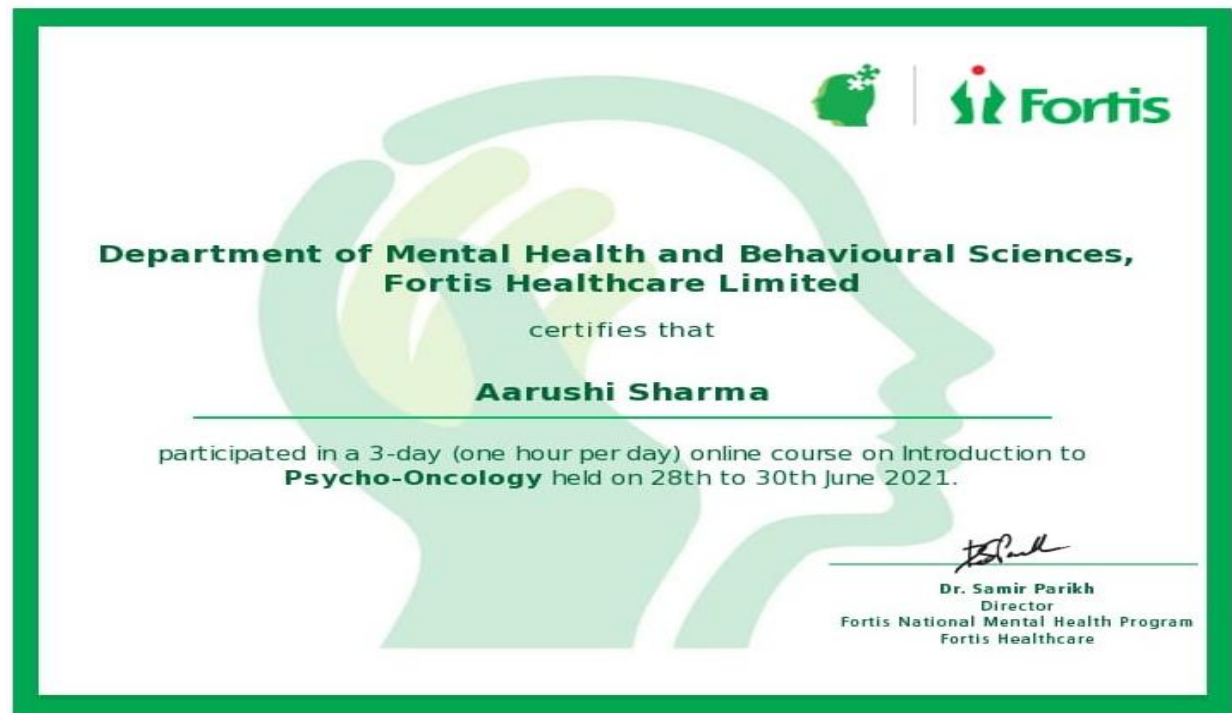 Fortis
Department of Mental Health and Behavioural Sciences,
Fortis Healthcare Limited
certifies that
Aarushi Sharma
participated in a 3-day (one hour per day) online course on Introduction to
Psycho-Oncology held on 28th to 30th June 2021.
Dr. Samir Parikh
Director
Fortis National Mental Health Program
Fortis Healthcare